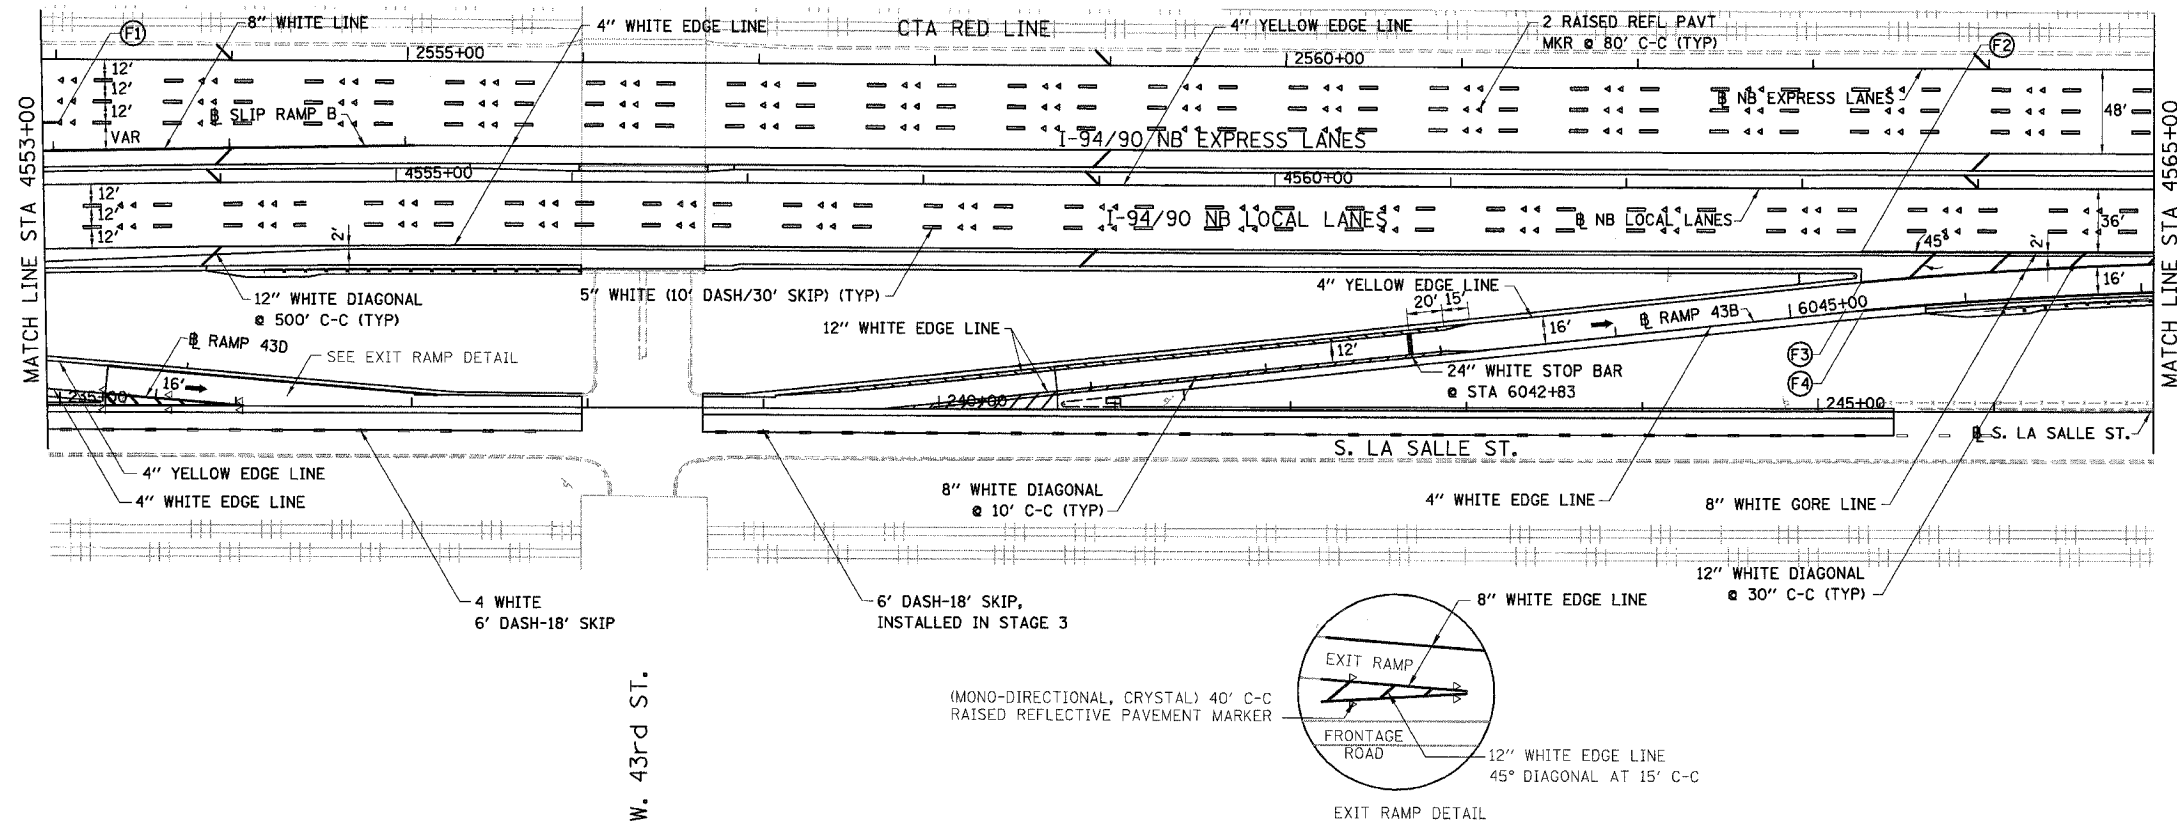 F1
8" WHITE LINE
4" WHITE EDGE LINE
CTA RED LINE
4" YELLOW EDGE LINE
2 RAISED REFL PAVT
MKR @ 80' C-C (TYP)
F2
2555+00
2560+00
12'
12'
12'
VAR
℄ SLIP RAMP B
℄ NB EXPRESS LANES
48'
I-94/90 NB EXPRESS LANES
MATCH LINE STA 4553+00
MATCH LINE STA 4565+00
4555+00
4560+00
12'
12'
12'
2'
I-94/90 NB LOCAL LANES
℄ NB LOCAL LANES
36'
45°
2'
12" WHITE DIAGONAL
@ 500' C-C (TYP)
5" WHITE (10' DASH/30' SKIP) (TYP)
4" YELLOW EDGE LINE
16'
20'
15'
12" WHITE EDGE LINE
℄ RAMP 43D
SEE EXIT RAMP DETAIL
16'
12'
16'
℄ RAMP 43B
6045+00
F3
F4
24" WHITE STOP BAR
@ STA 6042+83
235+00
240+00
245+00
℄ S. LA SALLE ST.
S. LA SALLE ST.
4" YELLOW EDGE LINE
4" WHITE EDGE LINE
8" WHITE DIAGONAL
@ 10' C-C (TYP)
4" WHITE EDGE LINE
8" WHITE GORE LINE
12" WHITE DIAGONAL
@ 30" C-C (TYP)
4 WHITE
6' DASH-18' SKIP
6' DASH-18' SKIP,
INSTALLED IN STAGE 3
W. 43rd ST.
8" WHITE EDGE LINE
EXIT RAMP
(MONO-DIRECTIONAL, CRYSTAL) 40' C-C
RAISED REFLECTIVE PAVEMENT MARKER
FRONTAGE
ROAD
12" WHITE EDGE LINE
45° DIAGONAL AT 15' C-C
EXIT RAMP DETAIL